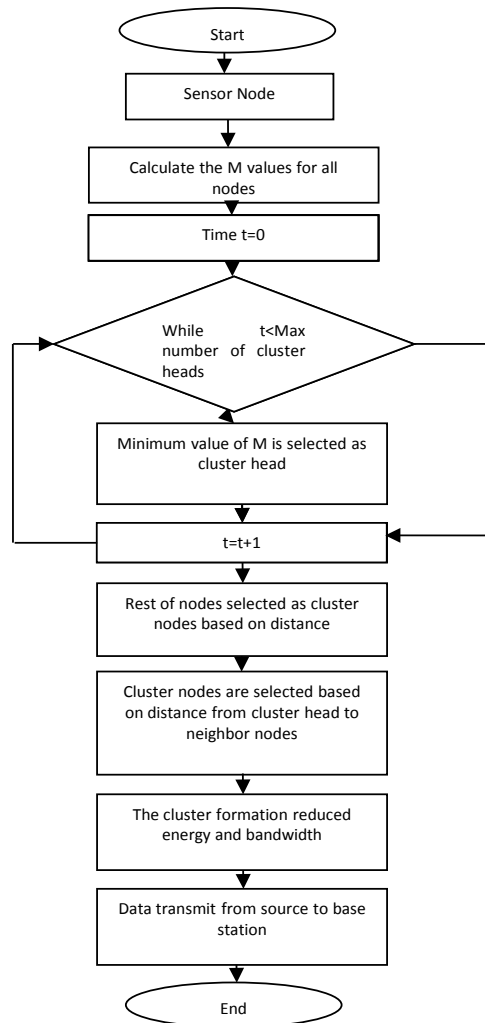 Start
Sensor Node
Calculate the M values for all
nodes
Time t=0
While t<Max
number of cluster
heads
Minimum value of M is selected as
cluster head
t=t+1
Rest of nodes selected as cluster
nodes based on distance
Cluster nodes are selected based
on distance from cluster head to
neighbor nodes
The cluster formation reduced
energy and bandwidth
Data transmit from source to base
station
End